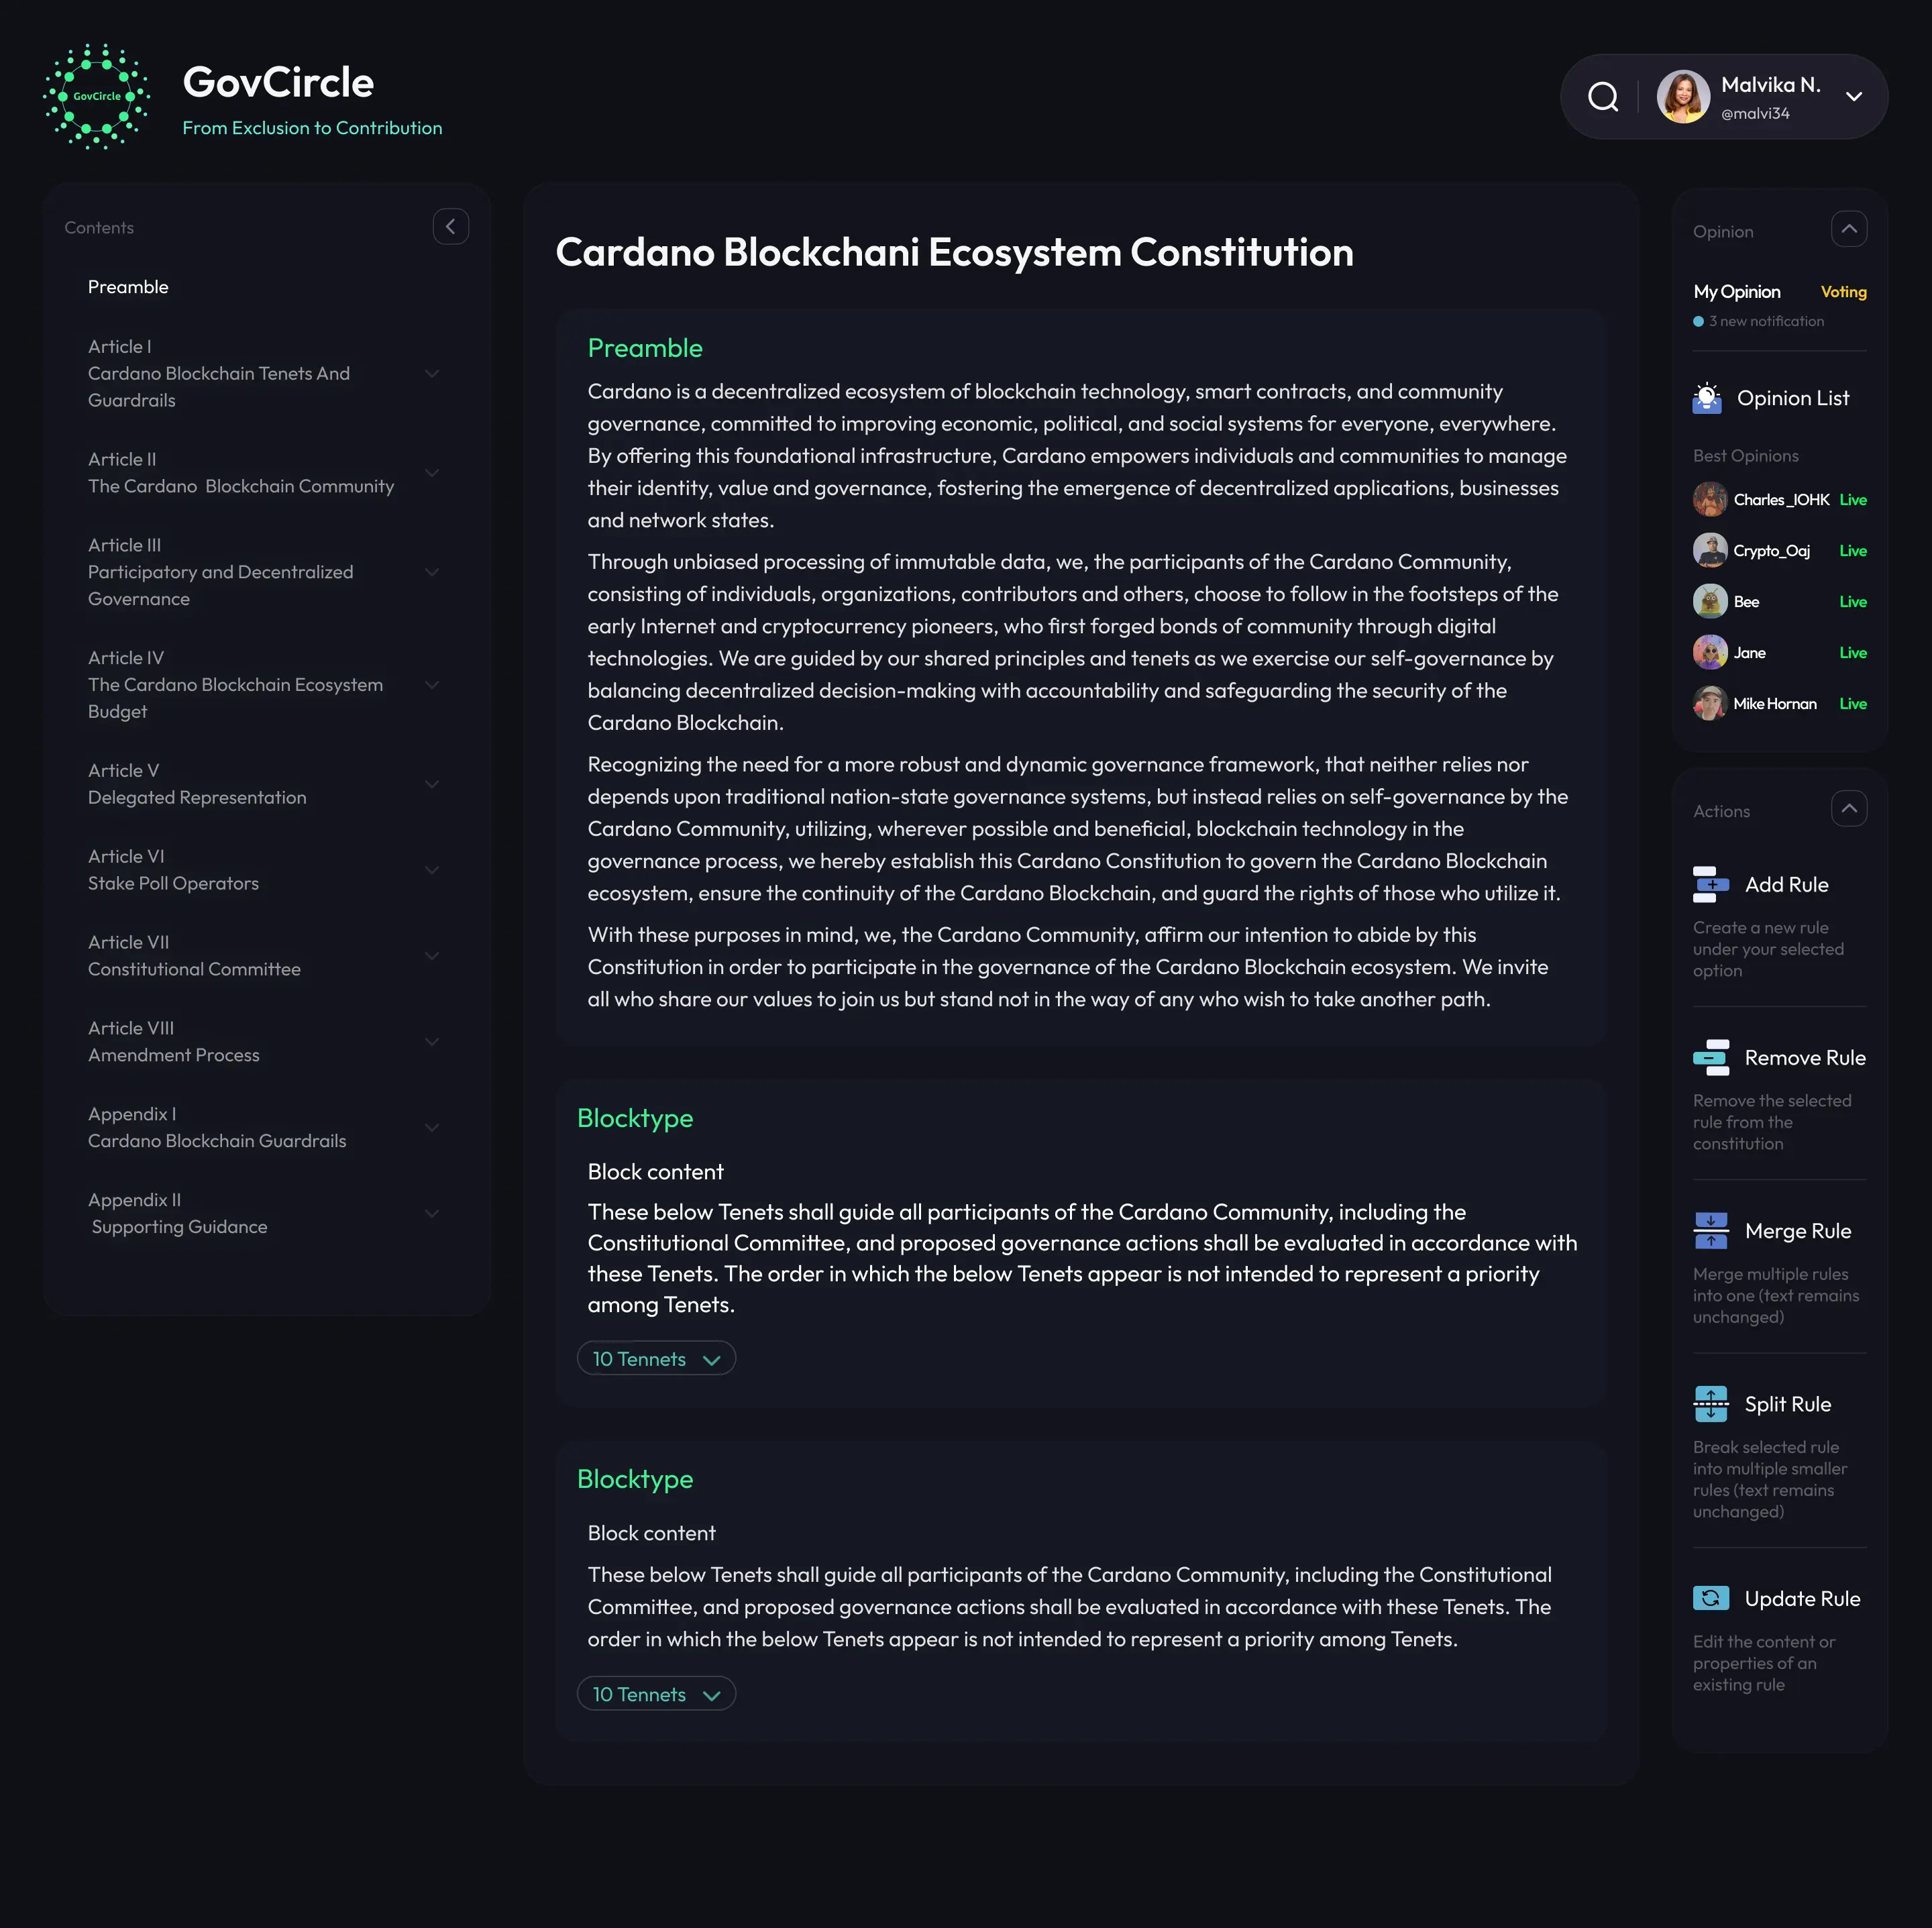 GovCircle
GovCircle
From Exclusion to Contribution
Malvika N.
@malvi34
Contents
Preamble
Article I
Cardano Blockchain Tenets And
Guardrails
Article II
The Cardano  Blockchain Community
Article III
Participatory and Decentralized
Governance
Article IV
The Cardano Blockchain Ecosystem
Budget
Article V
Delegated Representation
Article VI
Stake Poll Operators
Article VII
Constitutional Committee
Article VIII
Amendment Process
Appendix I
Cardano Blockchain Guardrails
Appendix II
Supporting Guidance
Cardano Blockchani Ecosystem Constitution
Preamble
Cardano is a decentralized ecosystem of blockchain technology, smart contracts, and community
governance, committed to improving economic, political, and social systems for everyone, everywhere.
By offering this foundational infrastructure, Cardano empowers individuals and communities to manage
their identity, value and governance, fostering the emergence of decentralized applications, businesses
and network states.
Through unbiased processing of immutable data, we, the participants of the Cardano Community,
consisting of individuals, organizations, contributors and others, choose to follow in the footsteps of the
early Internet and cryptocurrency pioneers, who first forged bonds of community through digital
technologies. We are guided by our shared principles and tenets as we exercise our self-governance by
balancing decentralized decision-making with accountability and safeguarding the security of the
Cardano Blockchain.
Recognizing the need for a more robust and dynamic governance framework, that neither relies nor
depends upon traditional nation-state governance systems, but instead relies on self-governance by the
Cardano Community, utilizing, wherever possible and beneficial, blockchain technology in the
governance process, we hereby establish this Cardano Constitution to govern the Cardano Blockchain
ecosystem, ensure the continuity of the Cardano Blockchain, and guard the rights of those who utilize it.
With these purposes in mind, we, the Cardano Community, affirm our intention to abide by this
Constitution in order to participate in the governance of the Cardano Blockchain ecosystem. We invite
all who share our values to join us but stand not in the way of any who wish to take another path.
Blocktype
Block content
These below Tenets shall guide all participants of the Cardano Community, including the
Constitutional Committee, and proposed governance actions shall be evaluated in accordance with
these Tenets. The order in which the below Tenets appear is not intended to represent a priority
among Tenets.
10 Tennets
Blocktype
Block content
These below Tenets shall guide all participants of the Cardano Community, including the Constitutional
Committee, and proposed governance actions shall be evaluated in accordance with these Tenets. The
order in which the below Tenets appear is not intended to represent a priority among Tenets.
10 Tennets
Opinion
My Opinion Voting
3 new notification
Opinion List
Best Opinions
Charles_IOHK Live
Crypto_Oaj Live
Bee Live
Jane Live
Mike Hornan Live
Actions
Add Rule
Create a new rule
under your selected
option
Remove Rule
Remove the selected
rule from the
constitution
Merge Rule
Merge multiple rules
into one (text remains
unchanged)
Split Rule
Break selected rule
into multiple smaller
rules (text remains
unchanged)
Update Rule
Edit the content or
properties of an
existing rule